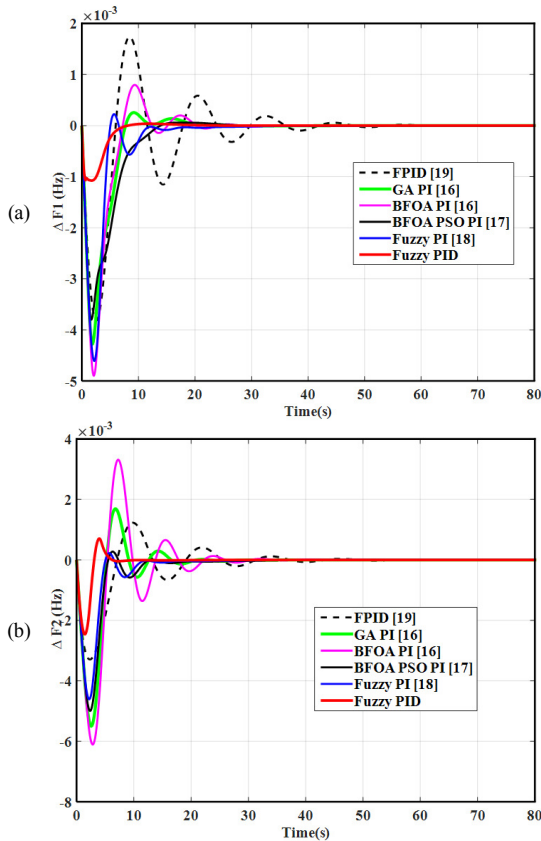 (a)
×10⁻³
2
1
0
-1
-2
-3
-4
-5
Δ F1 (Hz)
0 10 20 30 40 50 60 70 80
Time(s)
FPID [19]
GA PI [16]
BFOA PI [16]
BFOA PSO PI [17]
Fuzzy PI [18]
Fuzzy PID
(b)
×10⁻³
4
2
0
-2
-4
-6
-8
Δ F2 (Hz)
0 10 20 30 40 50 60 70 80
Time(s)
FPID [19]
GA PI [16]
BFOA PI [16]
BFOA PSO PI [17]
Fuzzy PI [18]
Fuzzy PID